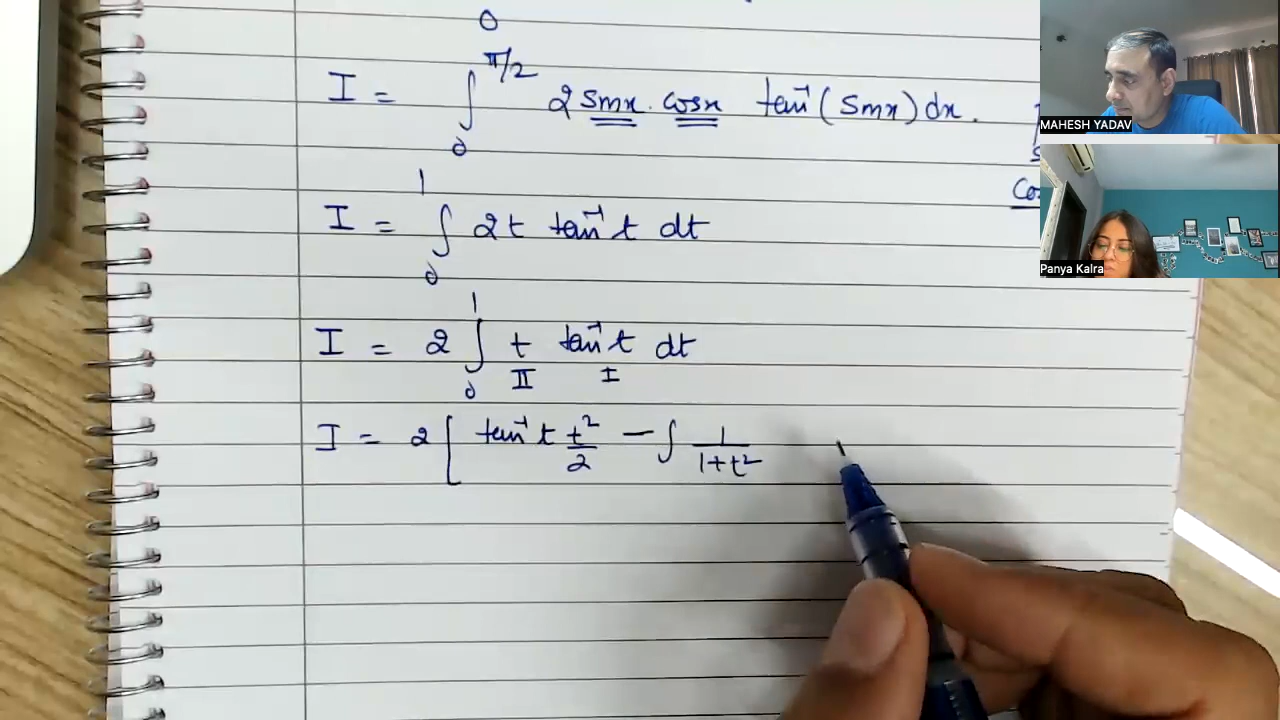 0
I = ∫₀^π/2 2 sinx . cosx tan⁻¹(sinx) dx.
MAHESH YADAV
I = ∫₀¹ 2t tan⁻¹t dt
Panya Kalra
I = 2 ∫₀¹ t tan⁻¹t dt
II I
I = 2 [ tan⁻¹t t²/2 − ∫ 1/1+t²